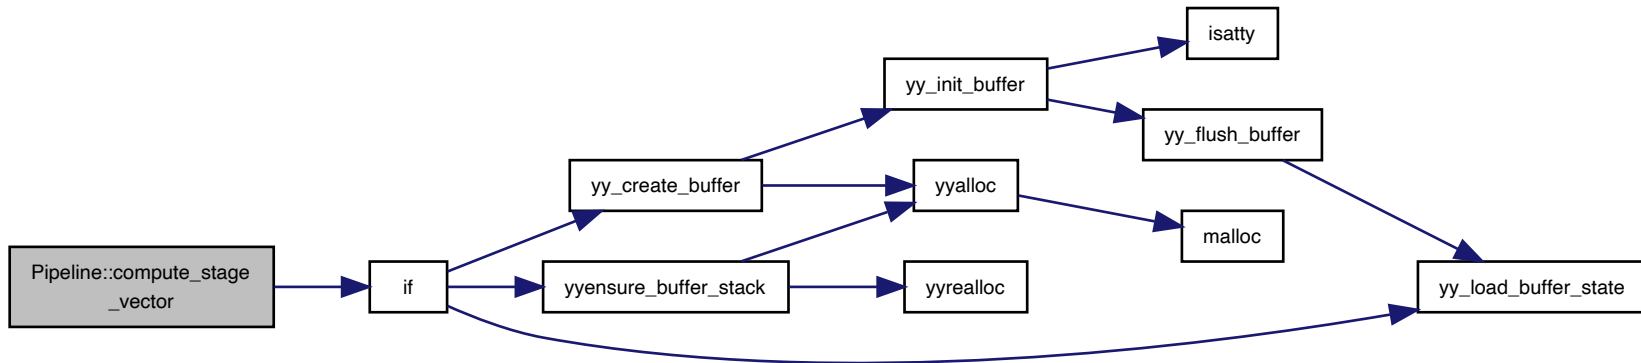 Pipeline::compute_stage
_vector
if
yy_create_buffer
yyensure_buffer_stack
yy_init_buffer
yyalloc
yyrealloc
isatty
yy_flush_buffer
malloc
yy_load_buffer_state